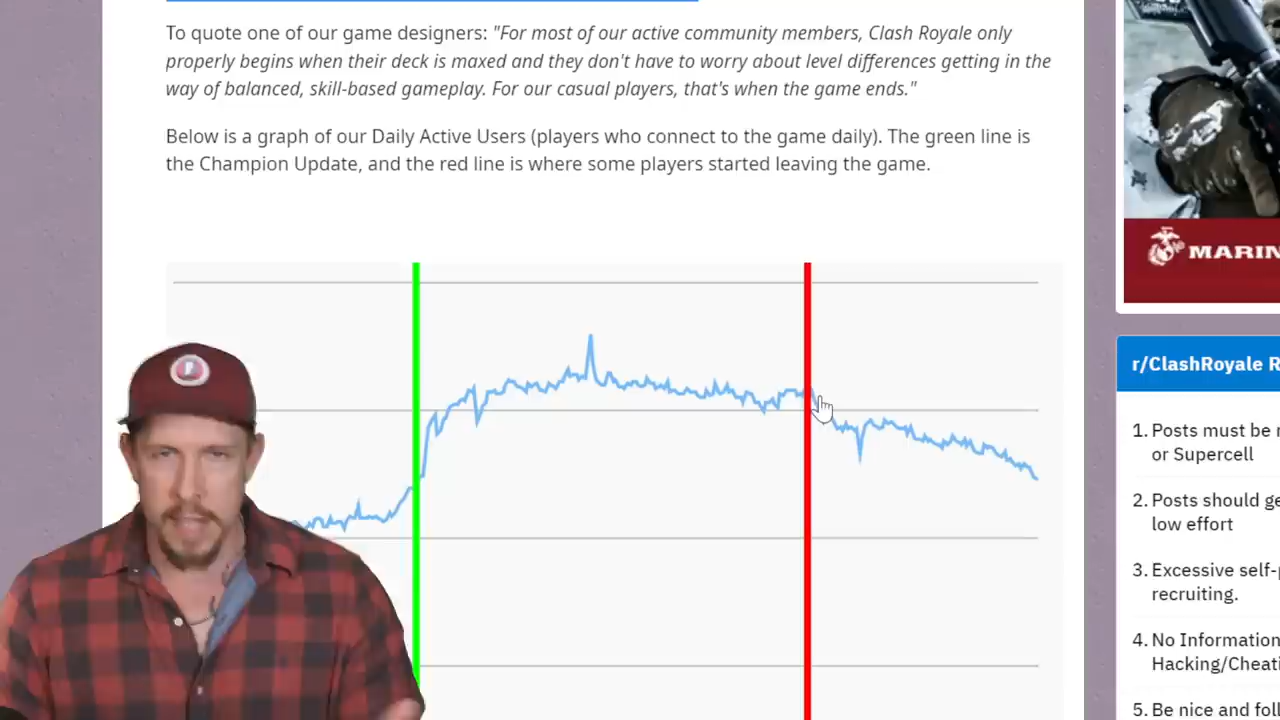 To quote one of our game designers: "For most of our active community members, Clash Royale only
properly begins when their deck is maxed and they don't have to worry about level differences getting in the
way of balanced, skill-based gameplay. For our casual players, that's when the game ends."
Below is a graph of our Daily Active Users (players who connect to the game daily). The green line is
the Champion Update, and the red line is where some players started leaving the game.
MARIN
r/ClashRoyale R
1. Posts must be r
or Supercell
2. Posts should ge
low effort
3. Excessive self-p
recruiting.
4. No Information
Hacking/Cheati
5. Be nice and foll